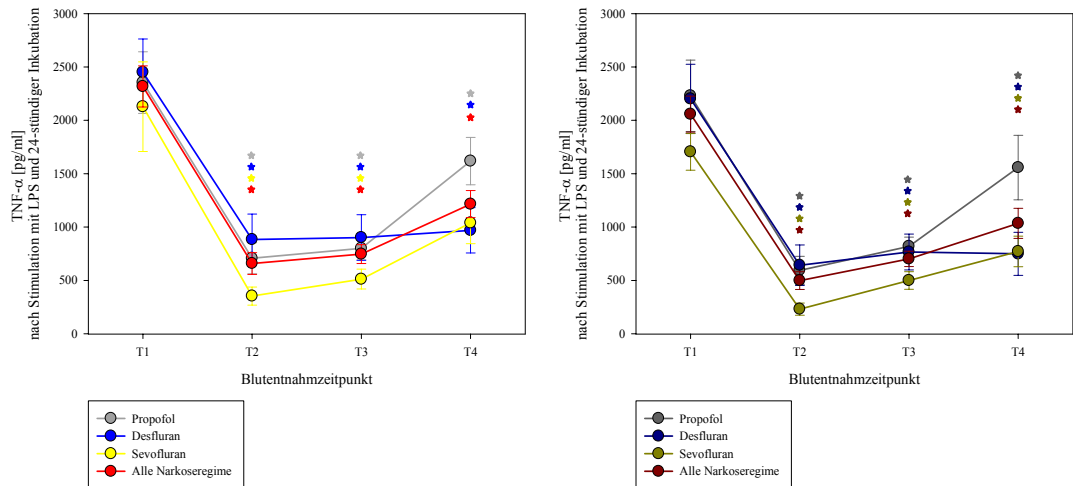 TNF-α [pg/ml]
nach Stimulation mit LPS und 24-stündiger Inkubation
3000
2500
2000
1500
1000
500
0
T1 T2 T3 T4
Blutentnahmzeitpunkt
Propofol
Desfluran
Sevofluran
Alle Narkoseregime
TNF-α [pg/ml]
nach Stimulation mit LPS und 24-stündiger Inkubation
3000
2500
2000
1500
1000
500
0
T1 T2 T3 T4
Blutentnahmzeitpunkt
Propofol
Desfluran
Sevofluran
Alle Narkoseregime